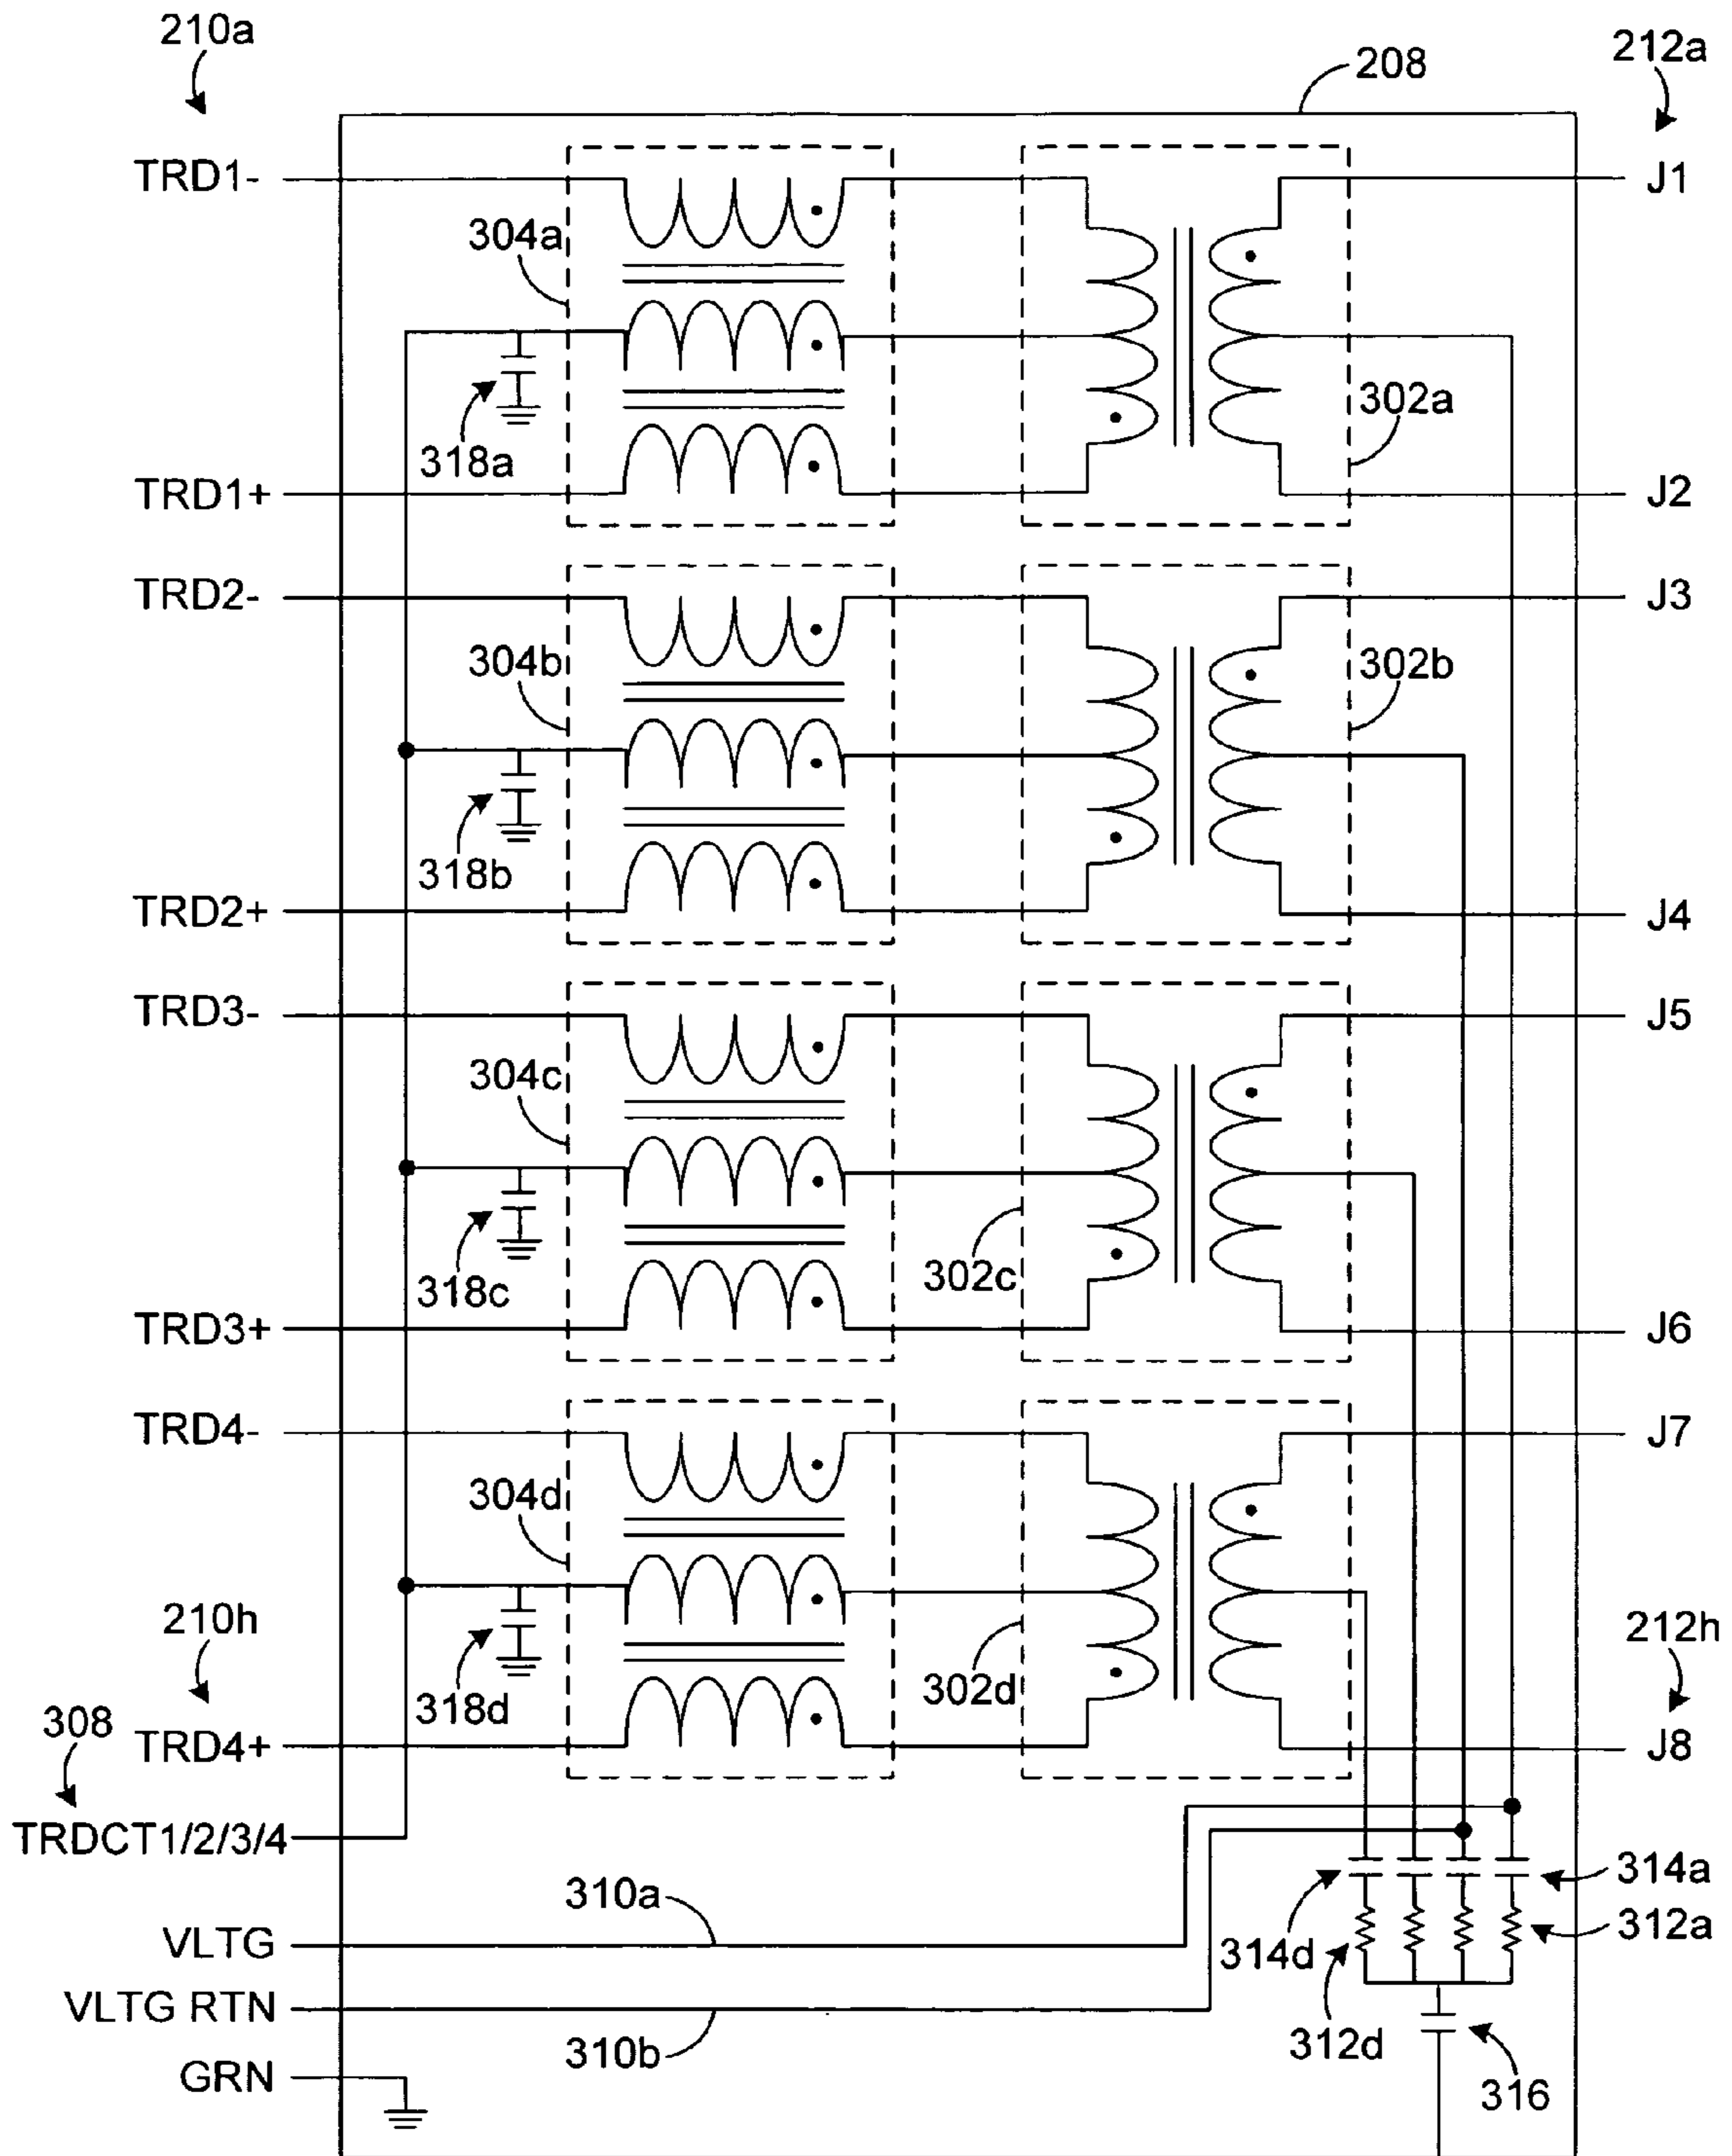 210a
212a
208
TRD1-
J1
304a
302a
318a
TRD1+
J2
TRD2-
J3
304b
302b
318b
TRD2+
J4
TRD3-
J5
304c
302c
318c
TRD3+
J6
TRD4-
J7
304d
210h
212h
302d
318d
308
TRD4+
J8
TRDCT1/2/3/4
314a
310a
312a
VLTG
314d
VLTG RTN
312d
310b
GRN
316